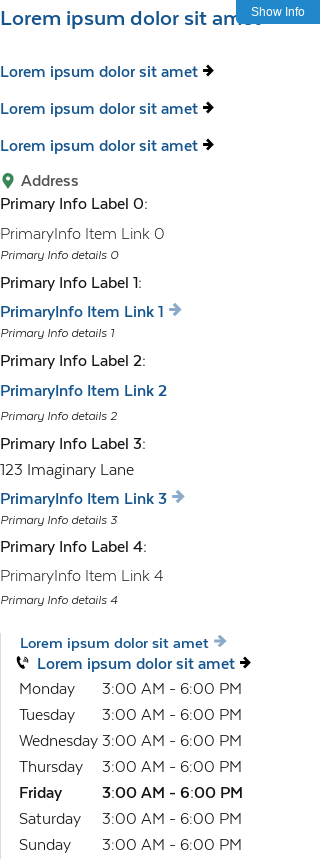 Lorem ipsum dolor sit amet
Show Info
Lorem ipsum dolor sit amet
Lorem ipsum dolor sit amet
Lorem ipsum dolor sit amet
Address
Primary Info Label 0:
PrimaryInfo Item Link 0
Primary Info details 0
Primary Info Label 1:
PrimaryInfo Item Link 1
Primary Info details 1
Primary Info Label 2:
PrimaryInfo Item Link 2
Primary Info details 2
Primary Info Label 3:
123 Imaginary Lane
PrimaryInfo Item Link 3
Primary Info details 3
Primary Info Label 4:
PrimaryInfo Item Link 4
Primary Info details 4
Lorem ipsum dolor sit amet
Lorem ipsum dolor sit amet
Monday 3:00 AM - 6:00 PM
Tuesday 3:00 AM - 6:00 PM
Wednesday 3:00 AM - 6:00 PM
Thursday 3:00 AM - 6:00 PM
Friday 3:00 AM - 6:00 PM
Saturday 3:00 AM - 6:00 PM
Sunday 3:00 AM - 6:00 PM